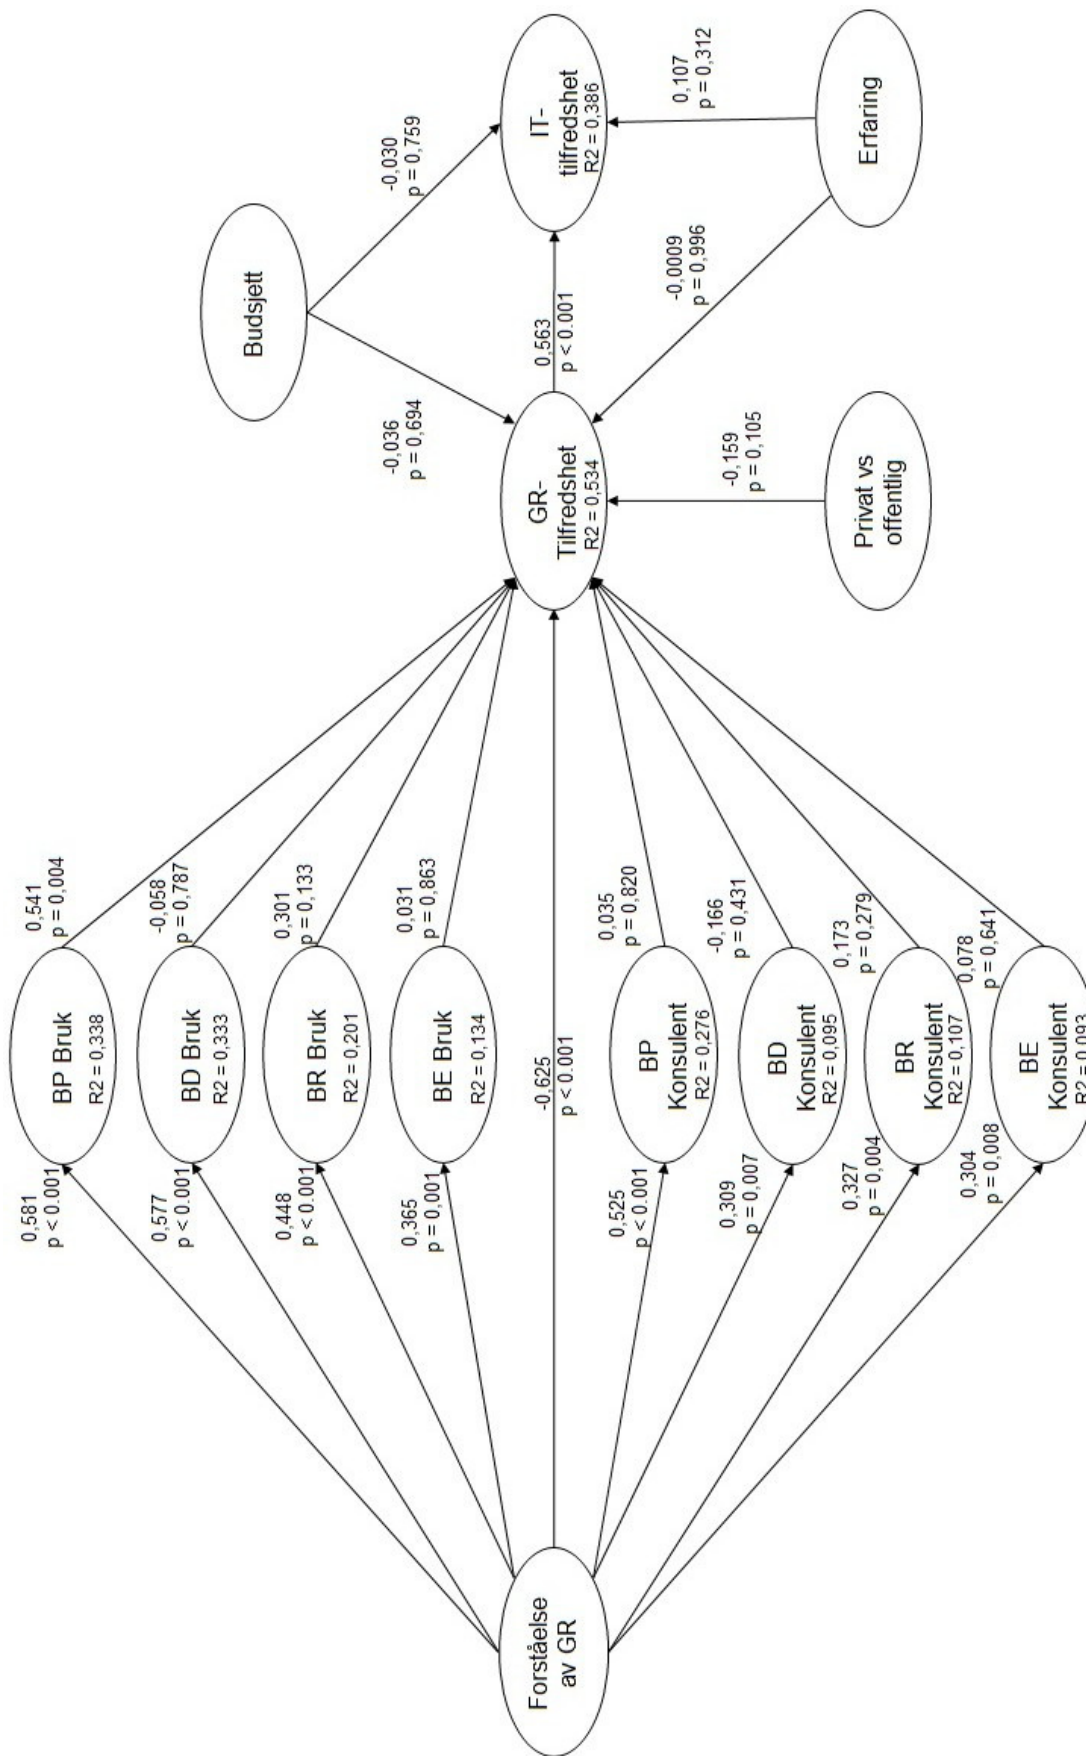 Forståelse
av GR
0,581
p < 0.001
0,577
p < 0.001
0,448
p < 0.001
0,365
p = 0,001
0,525
p < 0.001
0,309
p = 0,007
0,327
p = 0,004
0,304
p = 0,008
BP Bruk
R2 = 0,338
BD Bruk
R2 = 0,333
BR Bruk
R2 = 0,201
BE Bruk
R2 = 0,134
-0,625
p < 0.001
BP
Konsulent
R2 = 0,276
BD
Konsulent
R2 = 0,095
BR
Konsulent
R2 = 0,107
BE
Konsulent
R2 = 0,093
0,541
p = 0,004
-0,058
p = 0,787
0,301
p = 0,133
0,031
p = 0,863
0,035
p = 0,820
-0,166
p = 0,431
0,173
p = 0,279
0,078
p = 0,641
GR-
Tilfredshet
R2 = 0,534
-0,036
p = 0,694
-0,159
p = 0,105
Privat vs
offentlig
Budsjett
0,563
p < 0.001
-0,0009
p = 0,996
-0,030
p = 0,759
IT-
tilfredshet
R2 = 0,386
0,107
p = 0,312
Erfaring